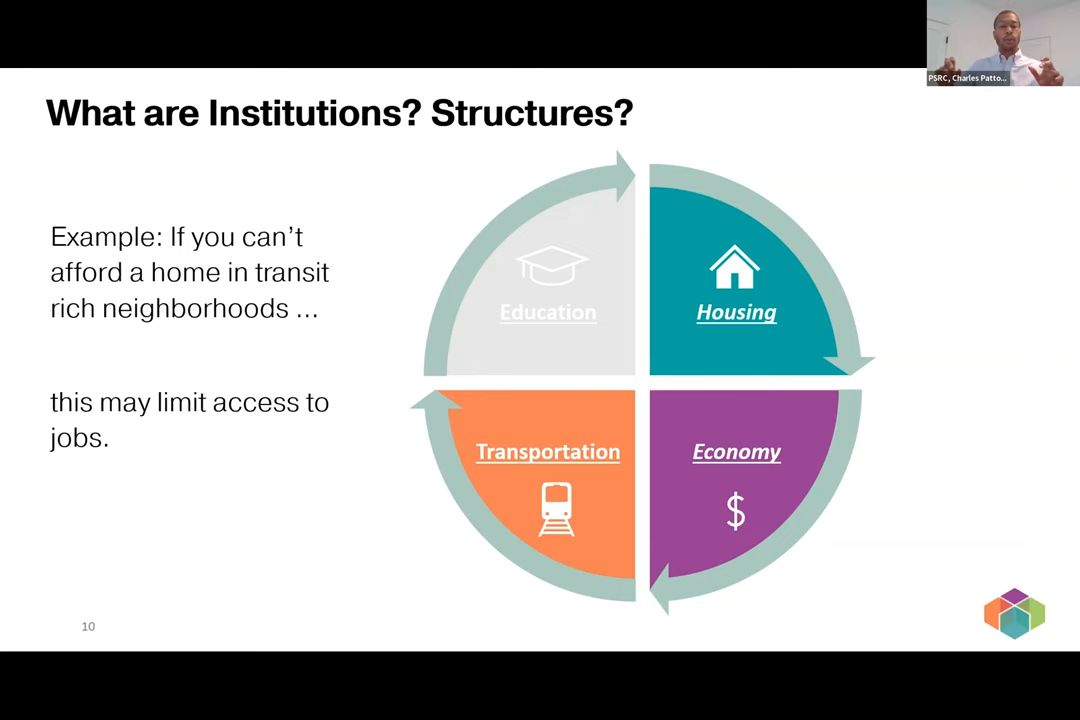 PSRC, Charles Patto...
What are Institutions? Structures?
Example: If you can't
afford a home in transit
rich neighborhoods ...
this may limit access to
jobs.
Education
Housing
Transportation
Economy
$
10